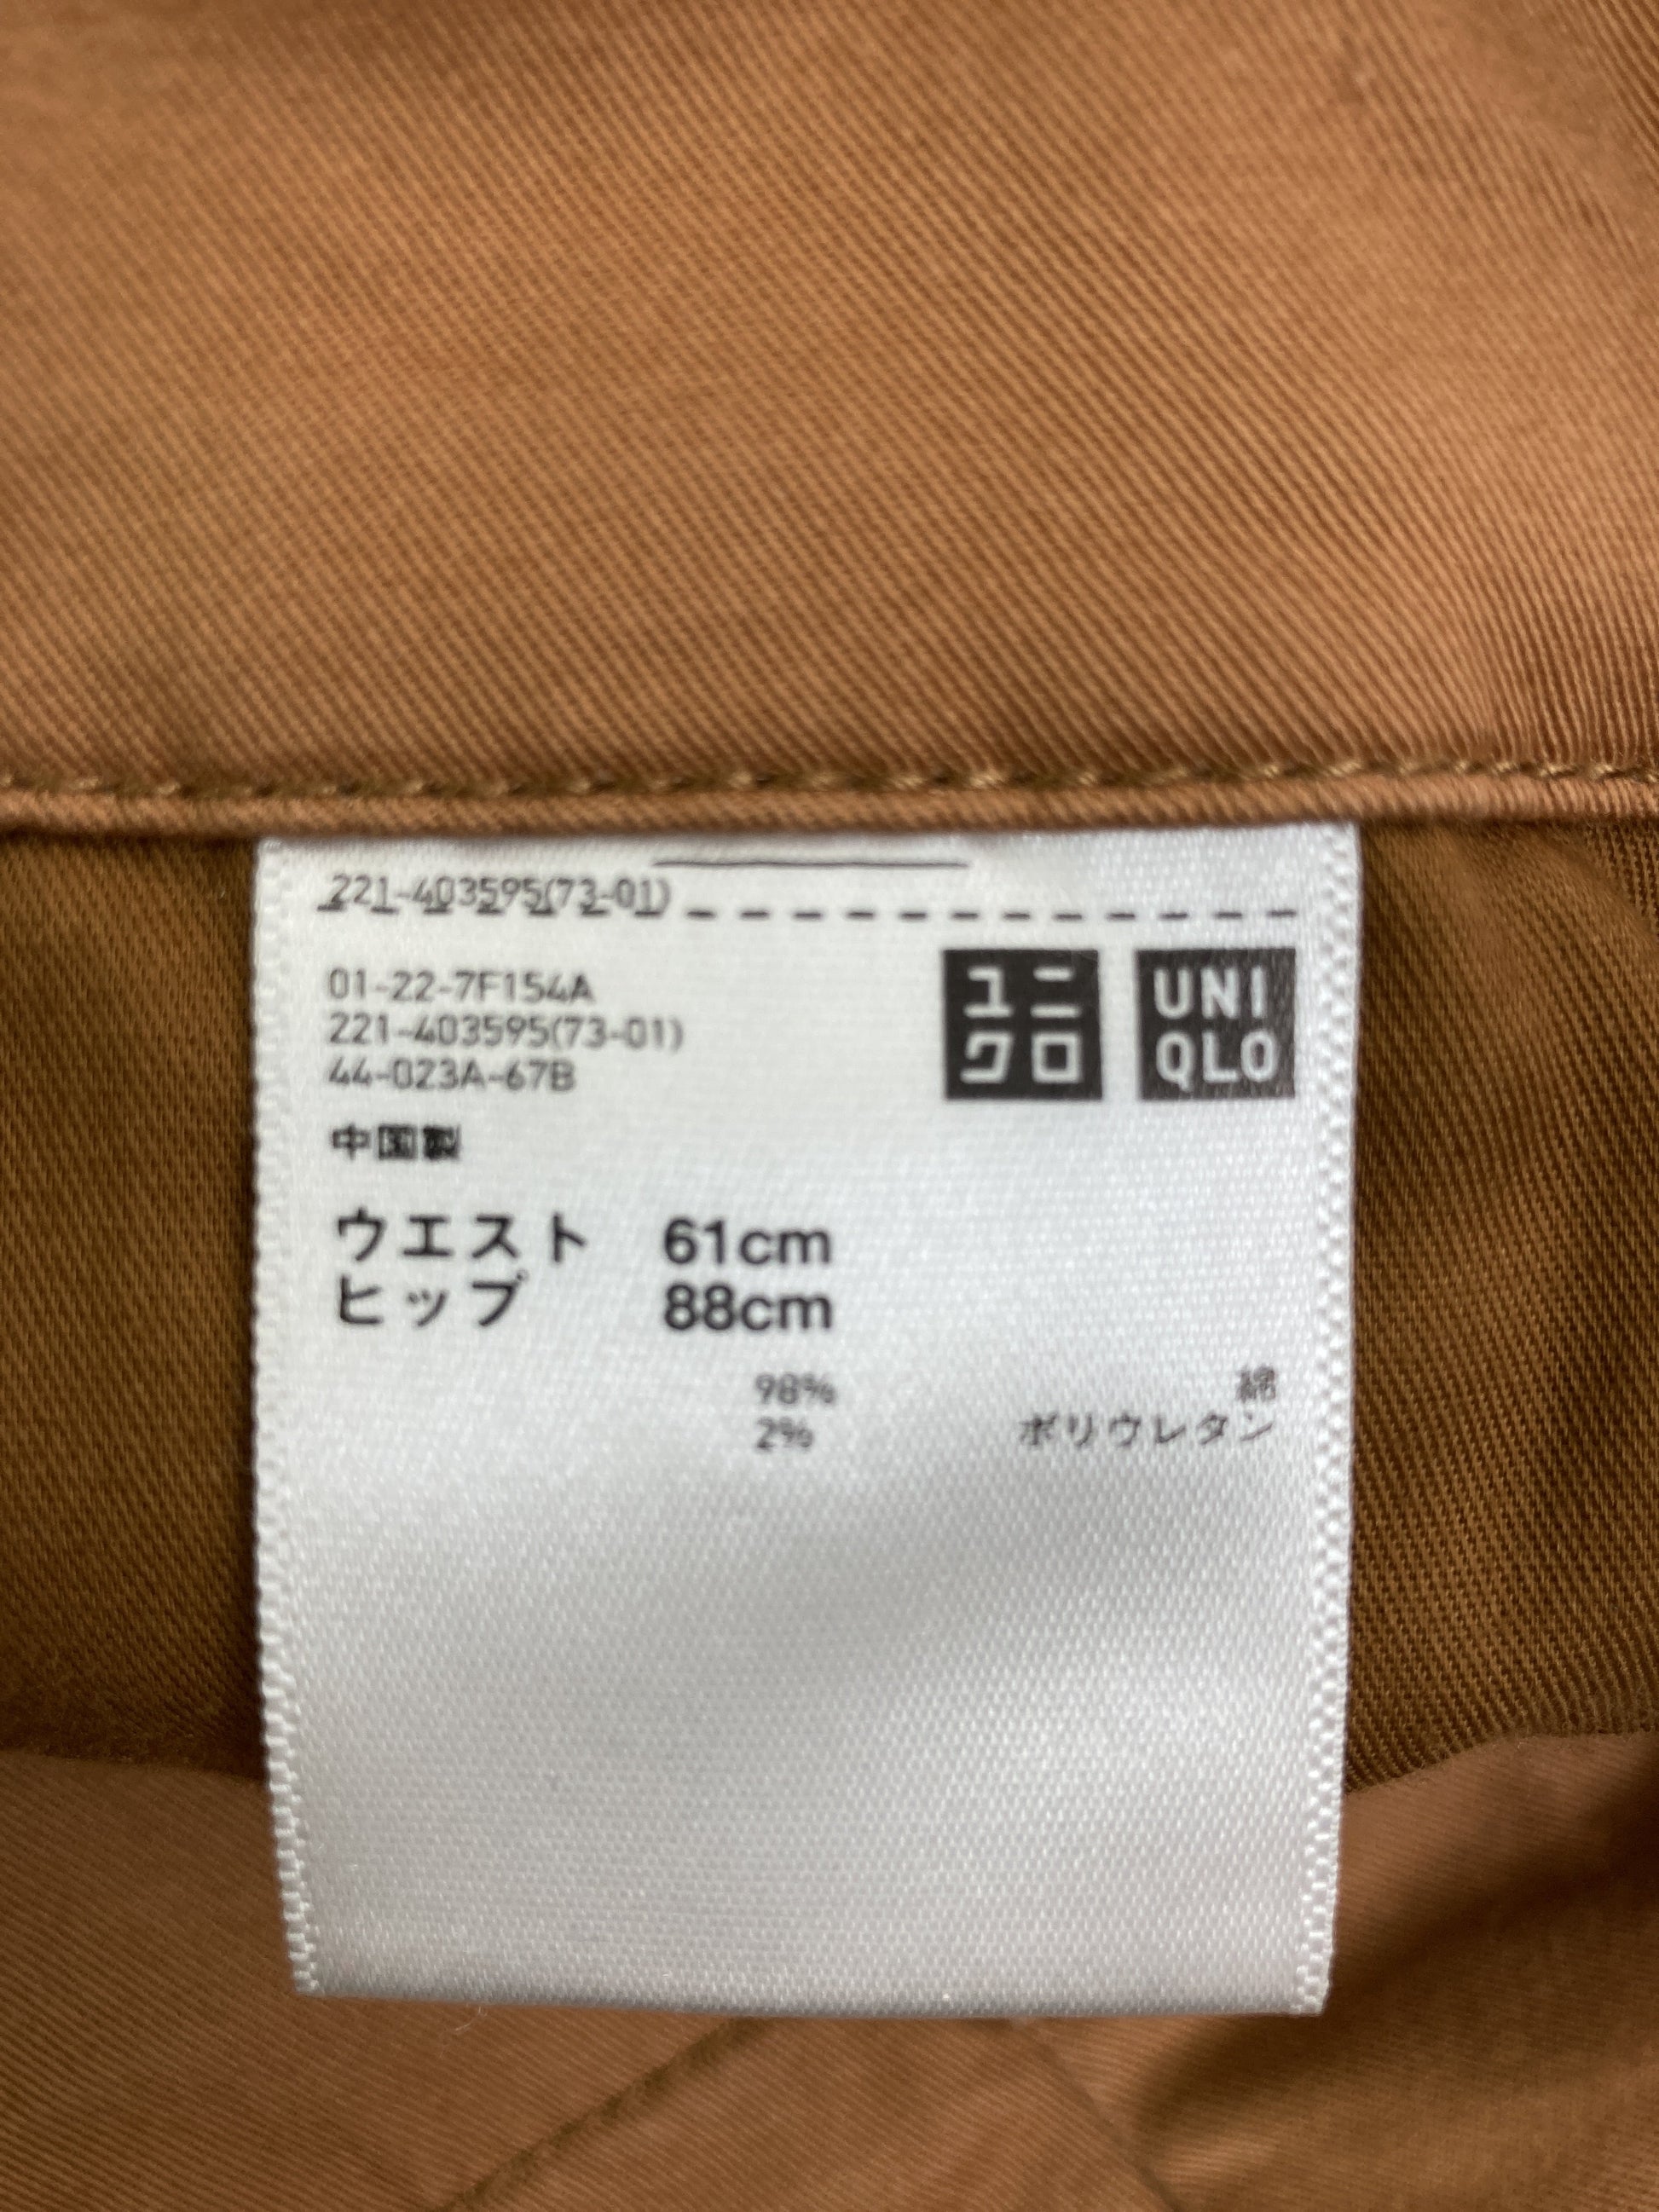 221-403595(73-01)
01-22-7F154A
221-403595(73-01)
44-023A-67B
ユニ
クロ
UNI
QLO
中国製
ウエスト 61cm
ヒップ 88cm
98% 綿
2% ポリウレタン